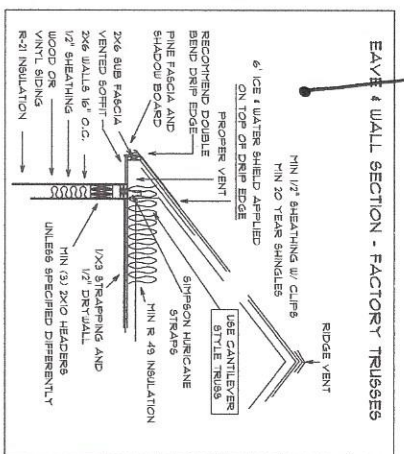 EAVE & WALL SECTION - FACTORY TRUSSES
RIDGE VENT
MIN 1/2" SHEATHING W/ CLIPS
MIN 20 YEAR SHINGLES
6' ICE & WATER SHIELD APPLIED
ON TOP OF DRIP EDGE
PROPER VENT
RECOMMEND DOUBLE
BEND DRIP EDGE
PINE FASCIA AND
SHADOW BOARD
2X6 SUB FASCIA
VENTED SOFFIT
2X6 WALLS 16" O.C.
1/2" SHEATHING
WOOD OR
VINYL SIDING
R-21 INSULATION
USE CANTILEVER
STYLE TRUSS
SIMPSON HURICANE
STRAPS
MIN R 49 INSULATION
1X3 STRAPPING AND
1/2" DRYWALL
MIN (3) 2X10 HEADERS
UNLESS SPECIFIED DIFFERENTLY